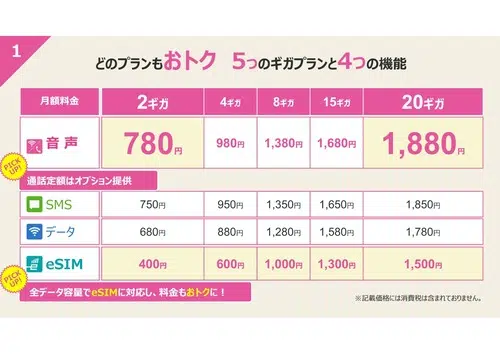 1
どのプランもおトク 5つのギガプランと4つの機能
月額料金 2ギガ 4ギガ 8ギガ 15ギガ 20ギガ
音声 780円 980円 1,380円 1,680円 1,880円
PICK UP!
通話定額はオプション提供
SMS 750円 950円 1,350円 1,650円 1,850円
データ 680円 880円 1,280円 1,580円 1,780円
eSIM 400円 600円 1,000円 1,300円 1,500円
PICK UP!
全データ容量でeSIMに対応し、料金もおトクに!
※記載価格には消費税は含まれておりません。